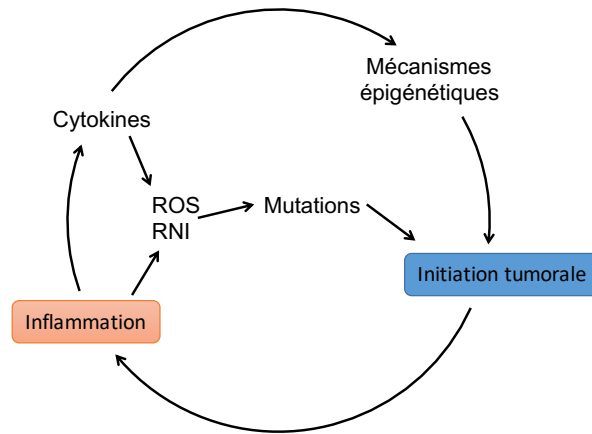 Mécanismes
épigénétiques
Cytokines
ROS
RNI
Mutations
Initiation tumorale
Inflammation